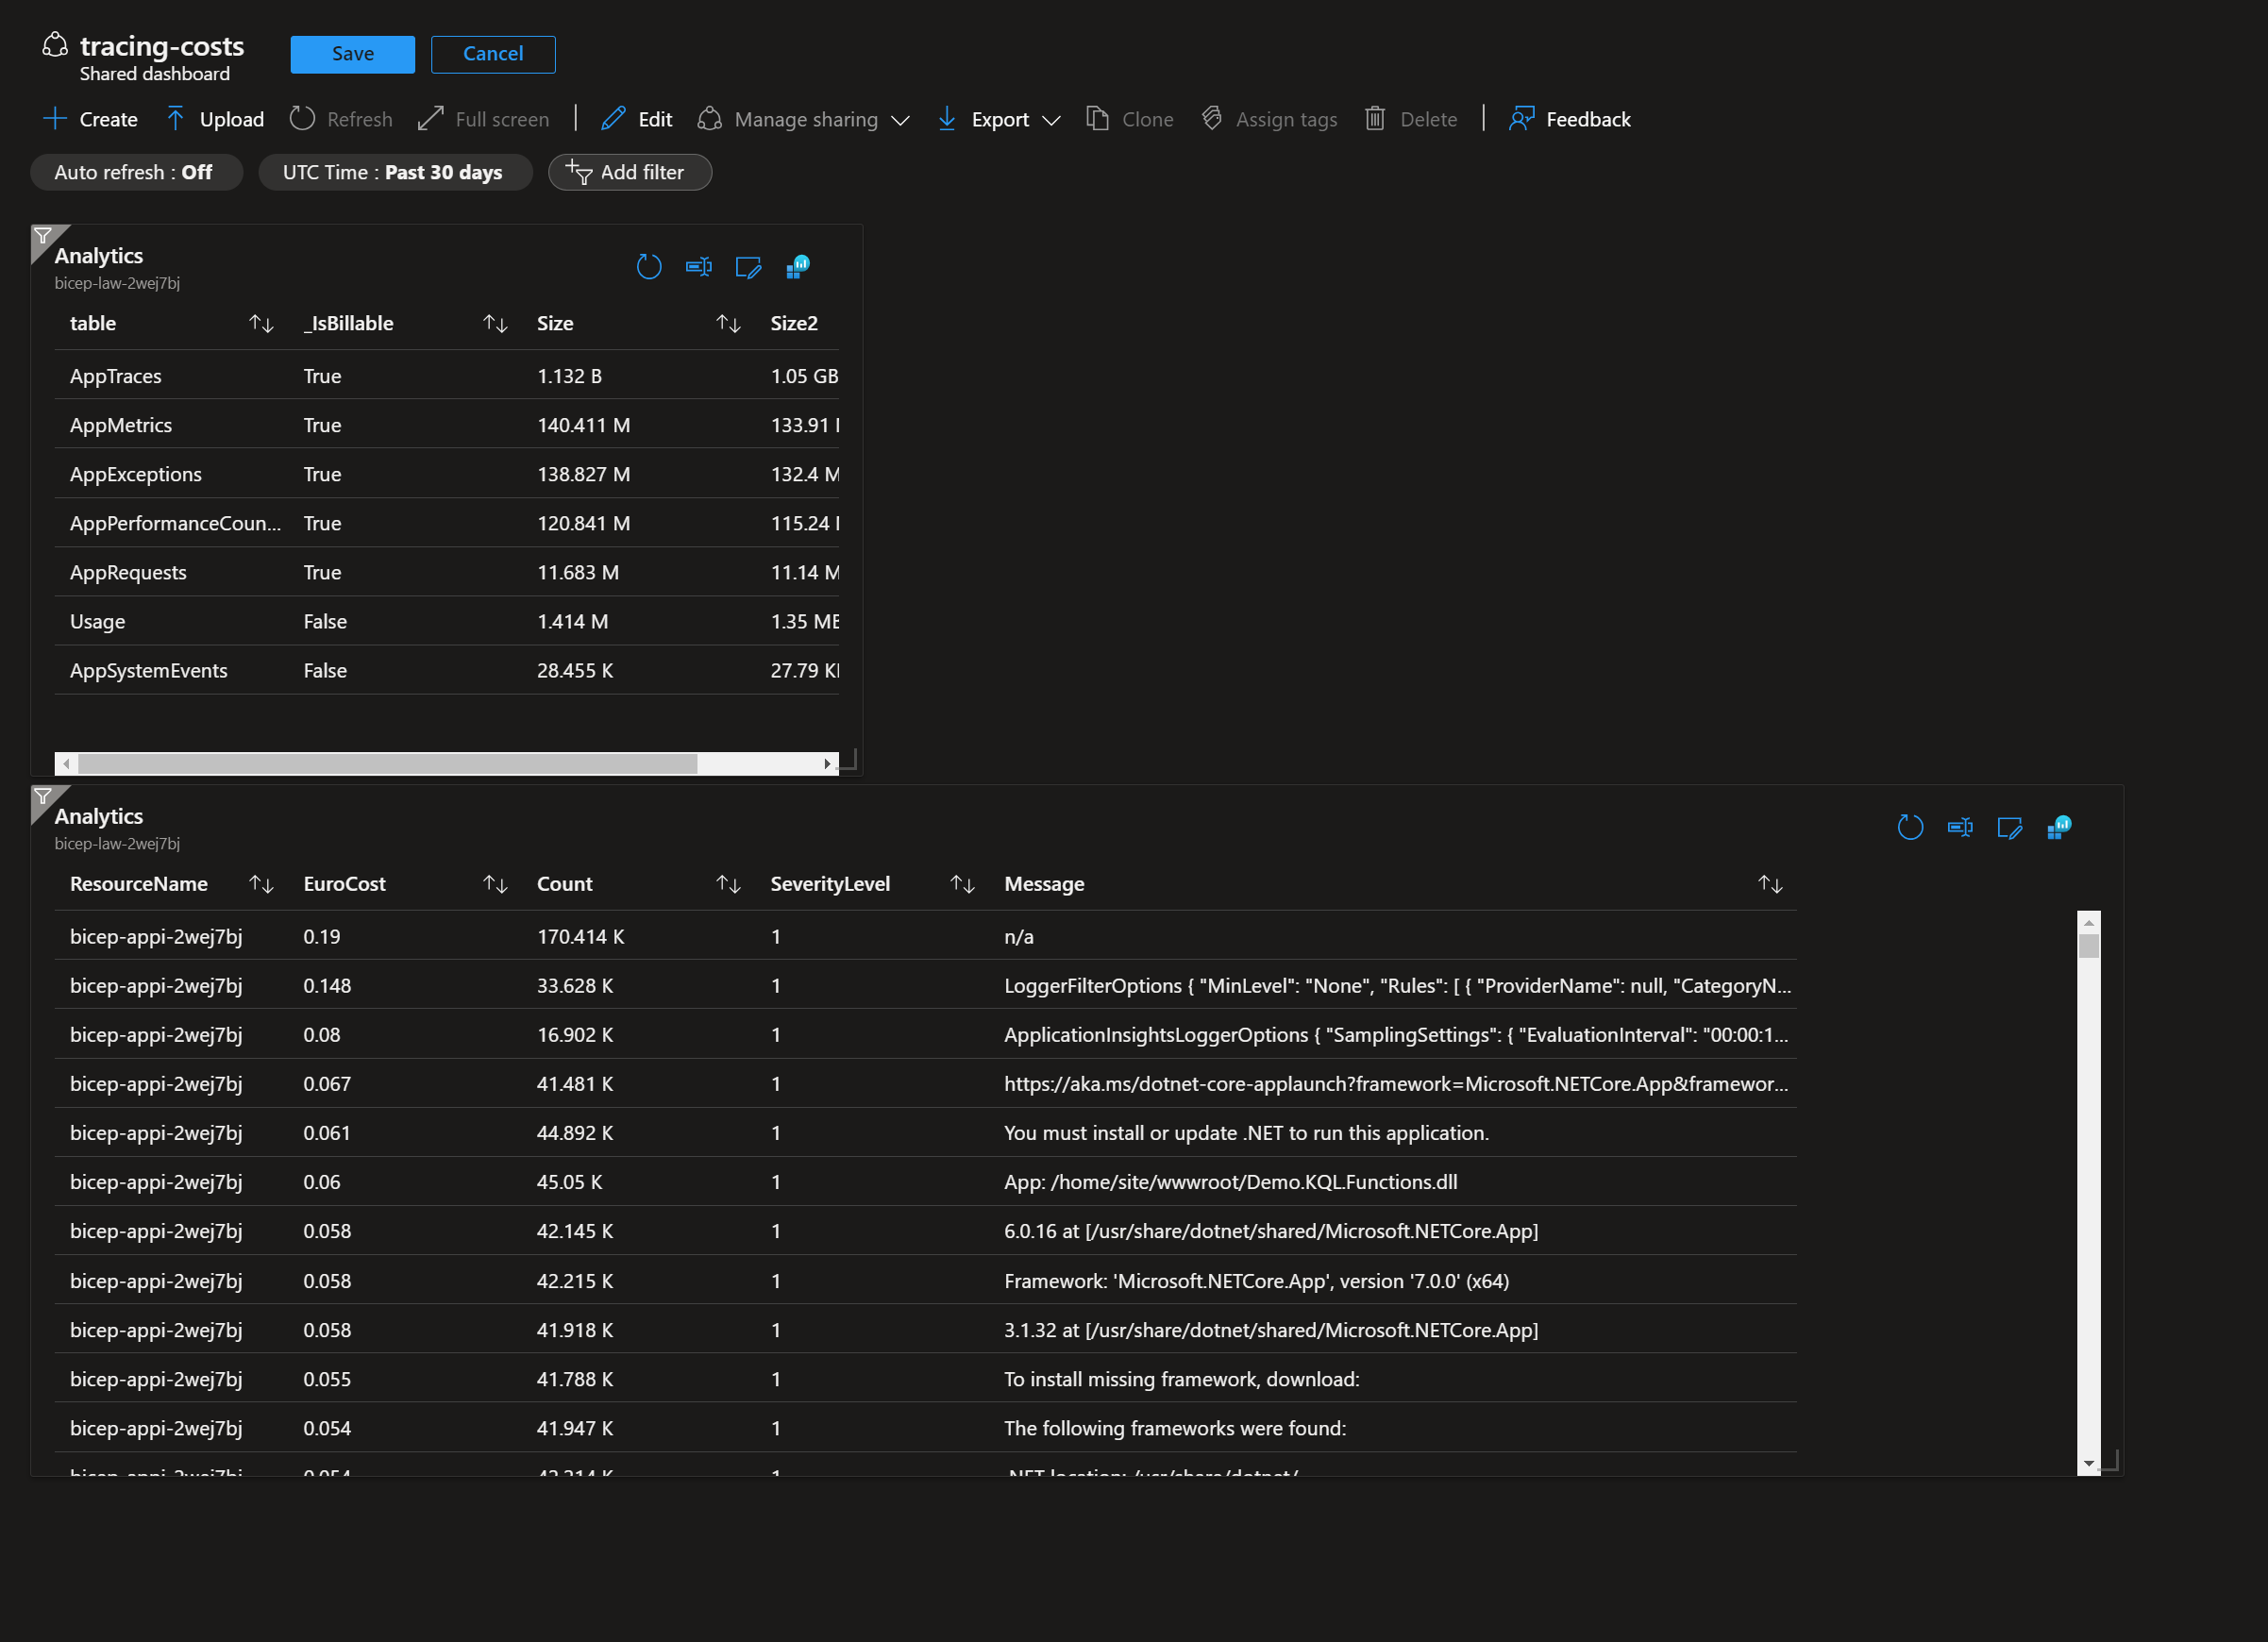 tracing-costs
Shared dashboard
Save Cancel
Create Upload Refresh Full screen Edit Manage sharing Export Clone Assign tags Delete Feedback
Auto refresh : Off UTC Time : Past 30 days Add filter
Analytics
bicep-law-2wej7bj
table _IsBillable Size Size2
AppTraces True 1.132 B 1.05 GB
AppMetrics True 140.411 M 133.91
AppExceptions True 138.827 M 132.4 M
AppPerformanceCoun... True 120.841 M 115.24
AppRequests True 11.683 M 11.14 M
Usage False 1.414 M 1.35 MB
AppSystemEvents False 28.455 K 27.79 K
Analytics
bicep-law-2wej7bj
ResourceName EuroCost Count SeverityLevel Message
bicep-appi-2wej7bj 0.19 170.414 K 1 n/a
bicep-appi-2wej7bj 0.148 33.628 K 1 LoggerFilterOptions { "MinLevel": "None", "Rules": [ { "ProviderName": null, "CategoryN...
bicep-appi-2wej7bj 0.08 16.902 K 1 ApplicationInsightsLoggerOptions { "SamplingSettings": { "EvaluationInterval": "00:00:1...
bicep-appi-2wej7bj 0.067 41.481 K 1 https://aka.ms/dotnet-core-applaunch?framework=Microsoft.NETCore.App&framewor...
bicep-appi-2wej7bj 0.061 44.892 K 1 You must install or update .NET to run this application.
bicep-appi-2wej7bj 0.06 45.05 K 1 App: /home/site/wwwroot/Demo.KQL.Functions.dll
bicep-appi-2wej7bj 0.058 42.145 K 1 6.0.16 at [/usr/share/dotnet/shared/Microsoft.NETCore.App]
bicep-appi-2wej7bj 0.058 42.215 K 1 Framework: 'Microsoft.NETCore.App', version '7.0.0' (x64)
bicep-appi-2wej7bj 0.058 41.918 K 1 3.1.32 at [/usr/share/dotnet/shared/Microsoft.NETCore.App]
bicep-appi-2wej7bj 0.055 41.788 K 1 To install missing framework, download:
bicep-appi-2wej7bj 0.054 41.947 K 1 The following frameworks were found:
bicep-appi-2wej7bj 0.054 42.214 K 1 .NET location: /usr/share/dotnet/